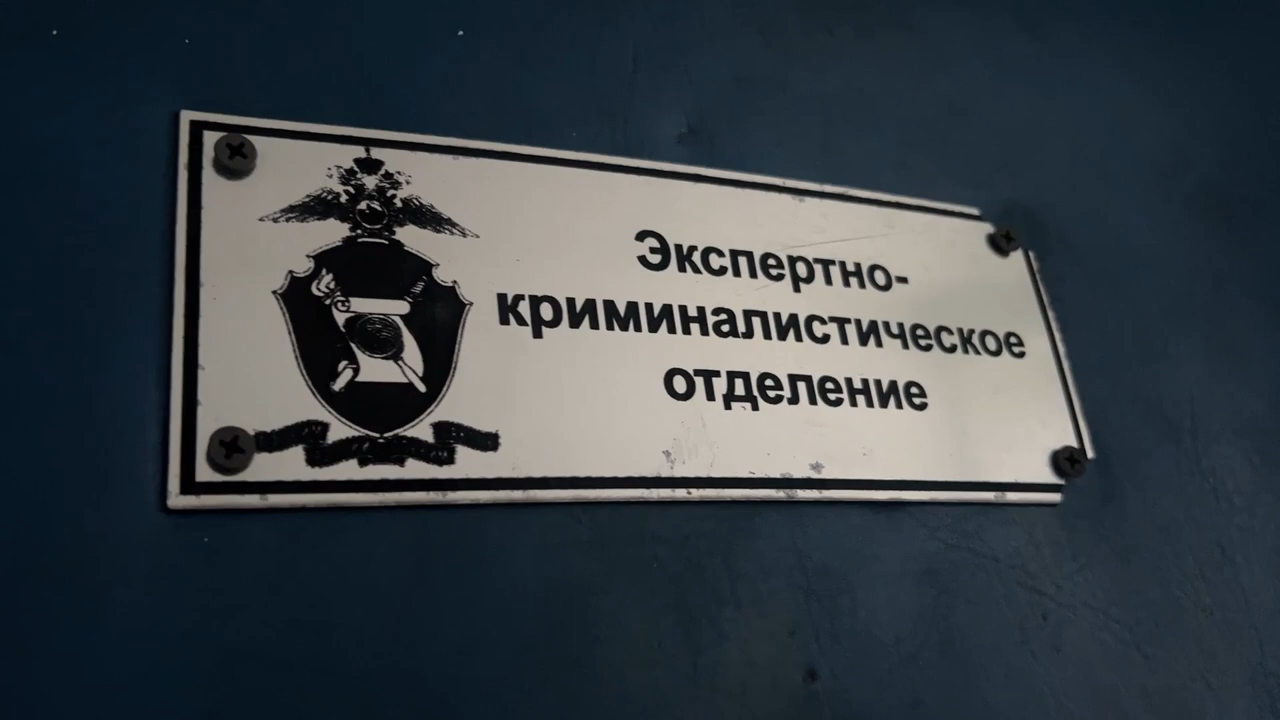 Экспертно-
криминалистическое
отделение